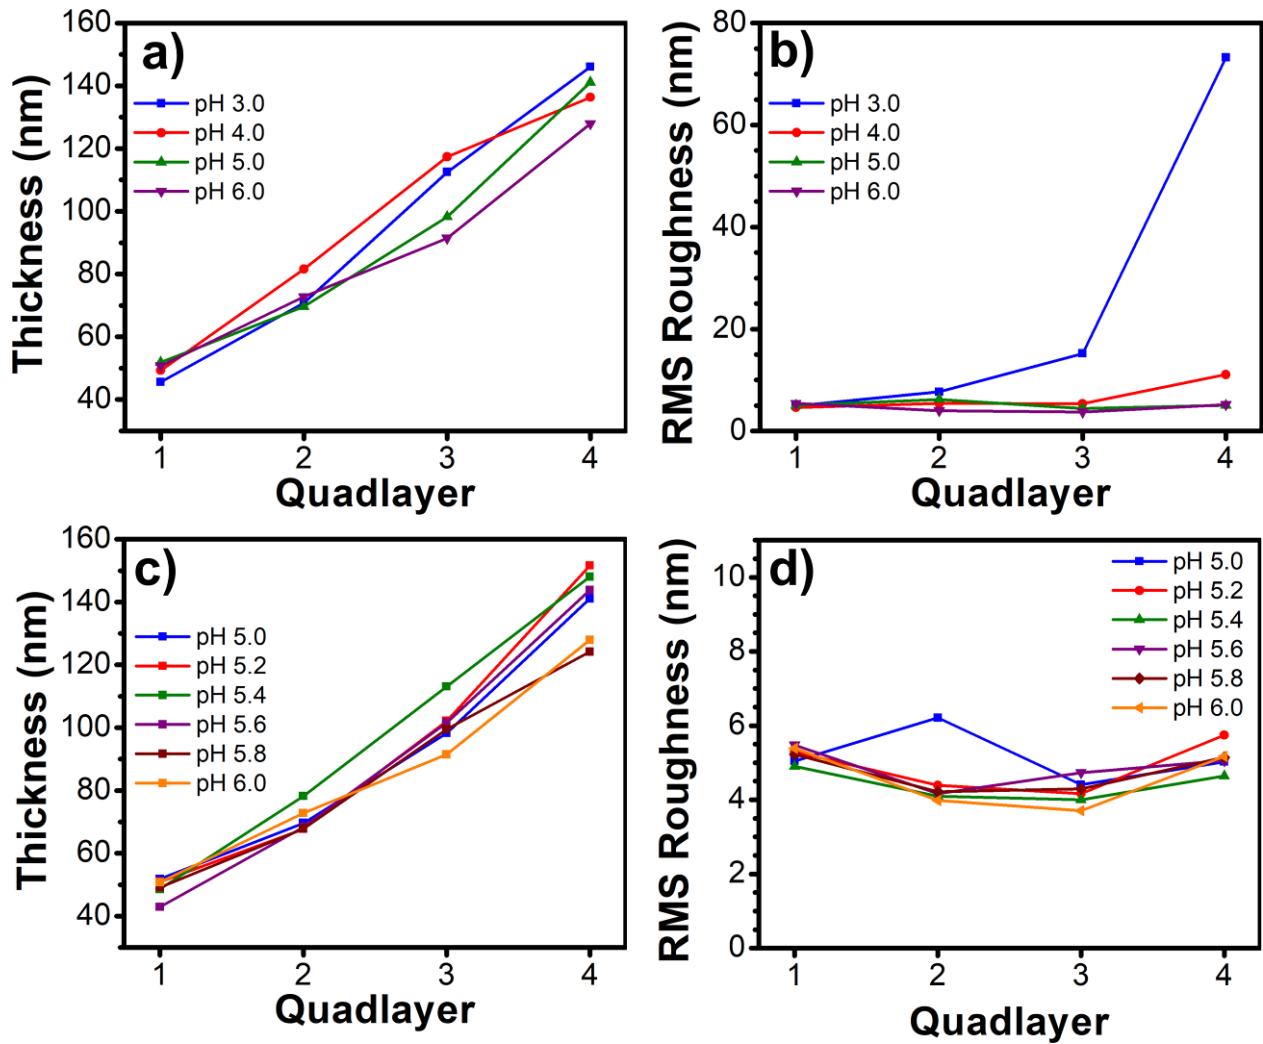 a)
160
140
120
100
80
60
40
Thickness (nm)
pH 3.0
pH 4.0
pH 5.0
pH 6.0
1 2 3 4
Quadlayer
b)
80
60
40
20
0
RMS Roughness (nm)
pH 3.0
pH 4.0
pH 5.0
pH 6.0
1 2 3 4
Quadlayer
c)
160
140
120
100
80
60
40
Thickness (nm)
pH 5.0
pH 5.2
pH 5.4
pH 5.6
pH 5.8
pH 6.0
1 2 3 4
Quadlayer
d)
10
8
6
4
2
0
RMS Roughness (nm)
pH 5.0
pH 5.2
pH 5.4
pH 5.6
pH 5.8
pH 6.0
1 2 3 4
Quadlayer